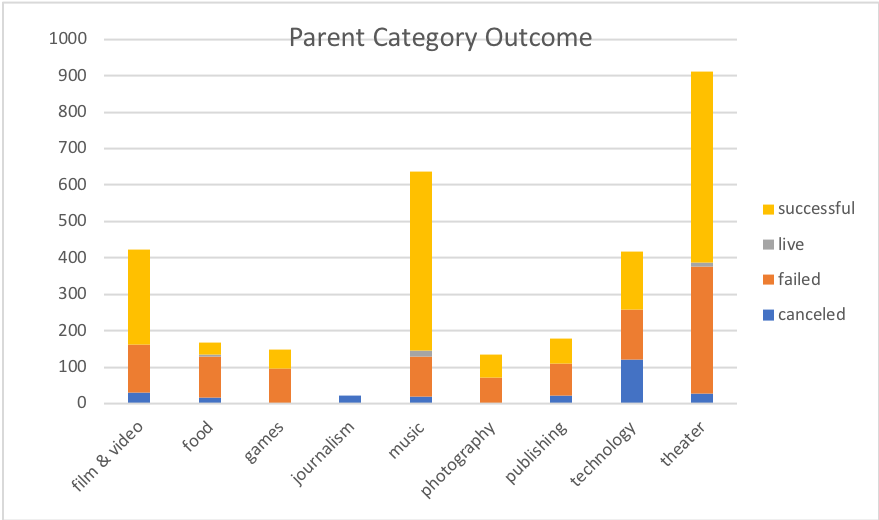 Parent Category Outcome
1000
900
800
700
600
500
400
300
200
100
0
film & video
food
games
journalism
music
photography
publishing
technology
theater
successful
live
failed
canceled